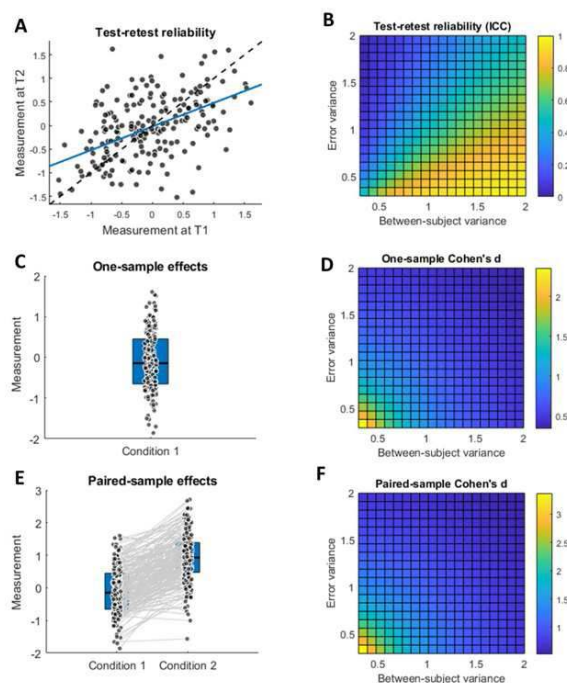 A
Test-retest reliability
1.5
1
0.5
0
-0.5
-1
-1.5
Measurement at T2
-1.5 -1 -0.5 0 0.5 1 1.5
Measurement at T1
B
Test-retest reliability (ICC)
2
1.5
1
0.5
Error variance
0.5 1 1.5 2
Between-subject variance
1
0.8
0.6
0.4
0.2
0
C
One-sample effects
2
1
0
-1
-2
Measurement
Condition 1
D
One-sample Cohen's d
2
1.5
1
0.5
Error variance
0.5 1 1.5 2
Between-subject variance
2
1.5
1
0.5
E
Paired-sample effects
3
2
1
0
-1
-2
Measurement
Condition 1 Condition 2
F
Paired-sample Cohen's d
2
1.5
1
0.5
Error variance
0.5 1 1.5 2
Between-subject variance
3
2.5
2
1.5
1